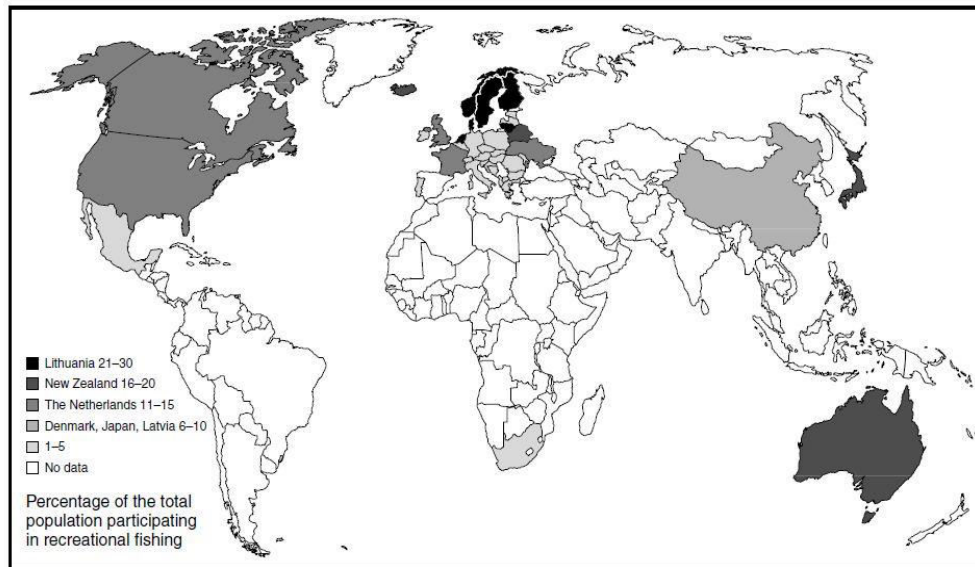 Lithuania 21–30
New Zealand 16–20
The Netherlands 11–15
Denmark, Japan, Latvia 6–10
1–5
No data
Percentage of the total
population participating
in recreational fishing